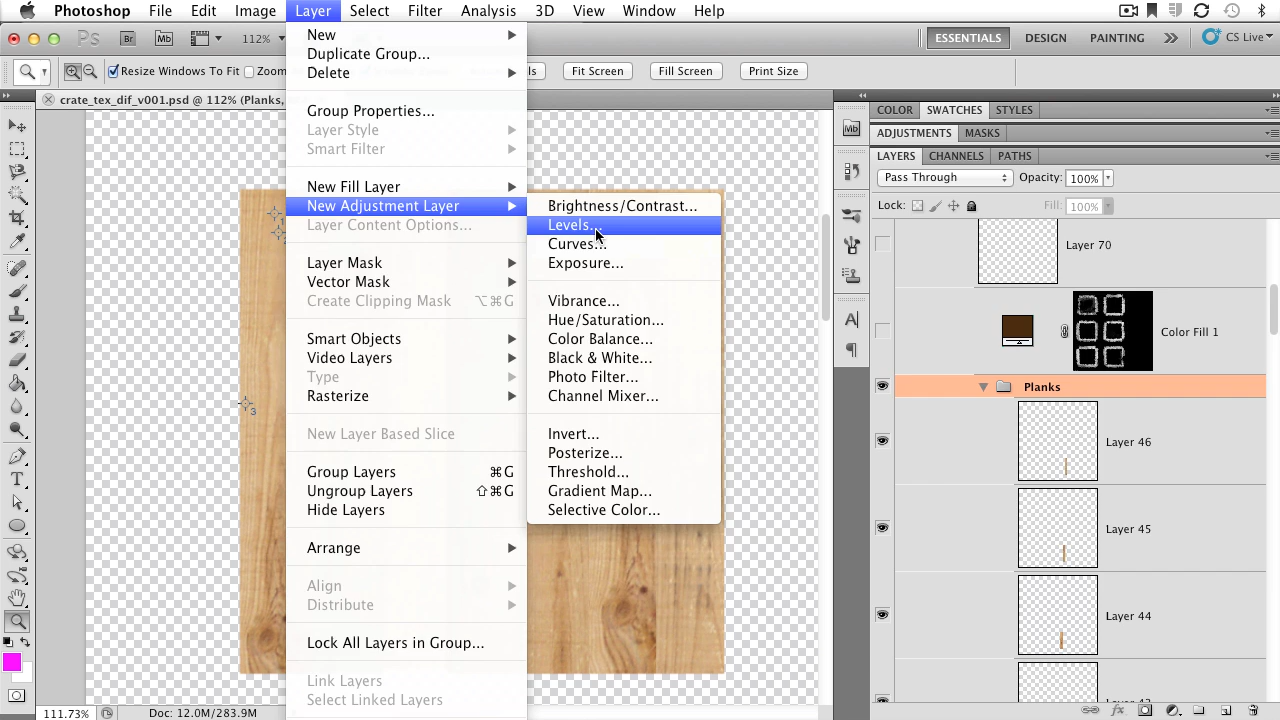 Photoshop File Edit Image Layer Select Filter Analysis 3D View Window Help
Ps Br Mb 112% ESSENTIALS DESIGN PAINTING CS Live
Resize Windows To Fit Fit Screen Fill Screen Print Size
crate_tex_dif_v001.psd @ 112% (Planks,
New
Duplicate Group...
Delete
Group Properties...
Layer Style
Smart Filter
New Fill Layer
New Adjustment Layer
Layer Content Options...
Layer Mask
Vector Mask
Create Clipping Mask ⌥⌘G
Smart Objects
Video Layers
Type
Rasterize
New Layer Based Slice
Group Layers ⌘G
Ungroup Layers ⇧⌘G
Hide Layers
Arrange
Align
Distribute
Lock All Layers in Group...
Link Layers
Select Linked Layers
Brightness/Contrast...
Levels...
Curves...
Exposure...
Vibrance...
Hue/Saturation...
Color Balance...
Black & White...
Photo Filter...
Channel Mixer...
Invert...
Posterize...
Threshold...
Gradient Map...
Selective Color...
3
Mb
COLOR SWATCHES STYLES
ADJUSTMENTS MASKS
LAYERS CHANNELS PATHS
Pass Through Opacity: 100%
Lock: Fill: 100%
Layer 70
Color Fill 1
Planks
Layer 46
Layer 45
Layer 44
111.73% Doc: 12.0M/283.9M